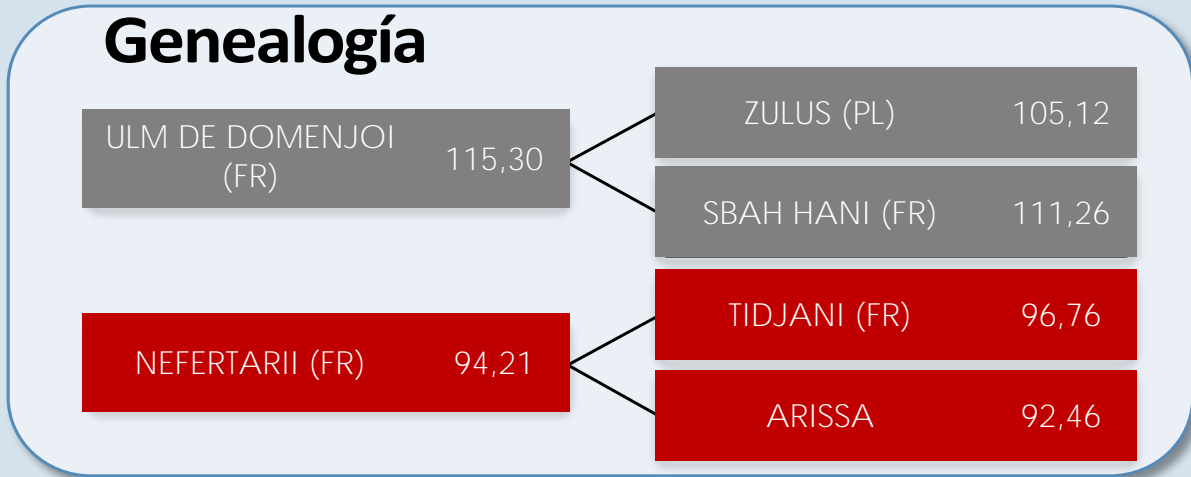 Genealogía
ULM DE DOMENJOI
(FR)
115,30
ZULUS (PL) 105,12
SBAH HANI (FR) 111,26
NEFERTARII (FR) 94,21
TIDJANI (FR) 96,76
ARISSA 92,46